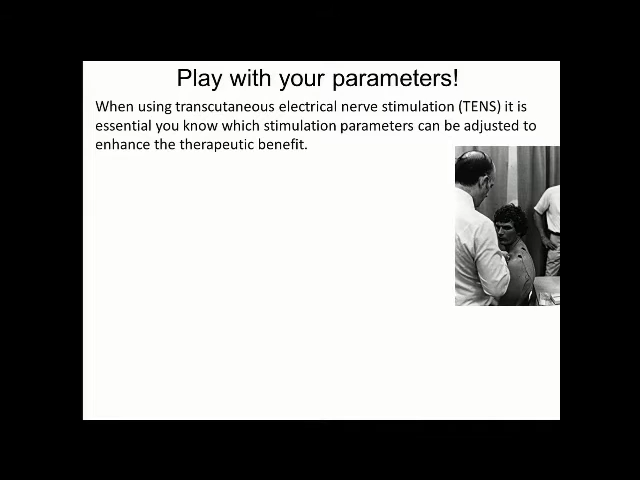 Play with your parameters!
When using transcutaneous electrical nerve stimulation (TENS) it is
essential you know which stimulation parameters can be adjusted to
enhance the therapeutic benefit.